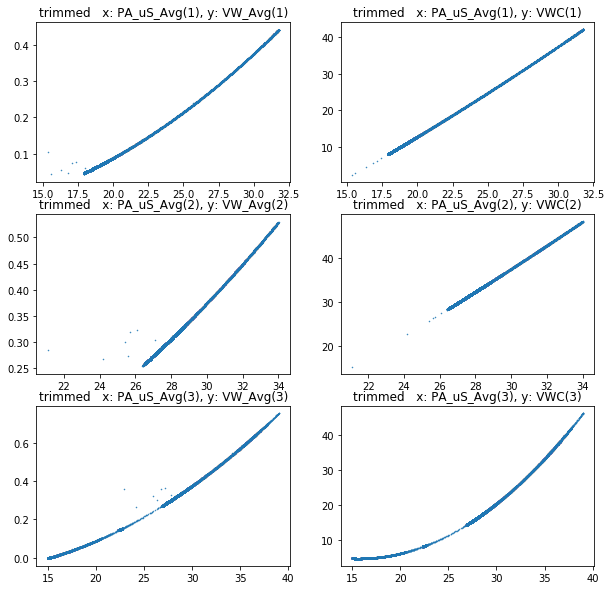 trimmed   x: PA_uS_Avg(1), y: VW_Avg(1)
0.4
0.3
0.2
0.1
15.0 17.5 20.0 22.5 25.0 27.5 30.0 32.5
trimmed   x: PA_uS_Avg(1), y: VWC(1)
40
30
20
10
15.0 17.5 20.0 22.5 25.0 27.5 30.0 32.5
trimmed   x: PA_uS_Avg(2), y: VW_Avg(2)
0.50
0.45
0.40
0.35
0.30
0.25
22 24 26 28 30 32 34
trimmed   x: PA_uS_Avg(2), y: VWC(2)
40
30
20
22 24 26 28 30 32 34
trimmed   x: PA_uS_Avg(3), y: VW_Avg(3)
0.6
0.4
0.2
0.0
15 20 25 30 35 40
trimmed   x: PA_uS_Avg(3), y: VWC(3)
40
30
20
10
15 20 25 30 35 40